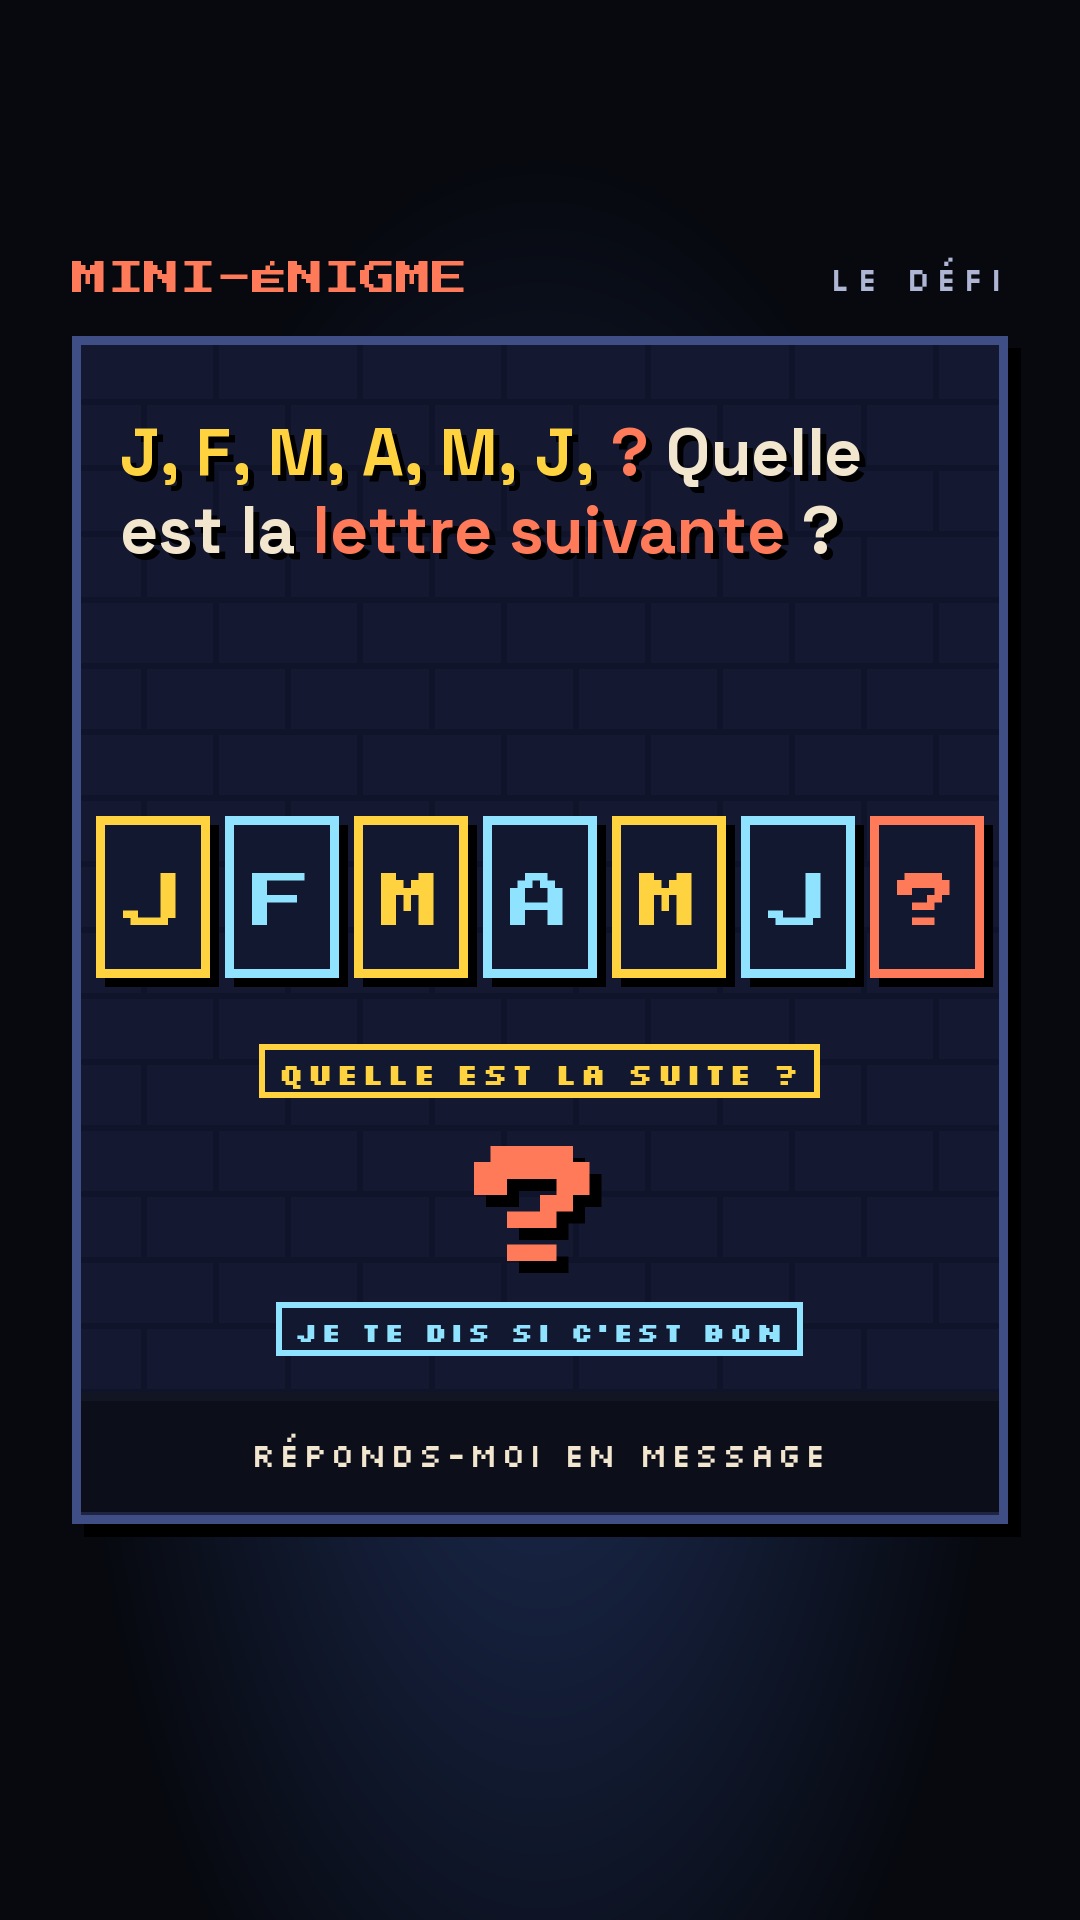 MINI-ÉNIGME
LE DÉFI
J, F, M, A, M, J, ? Quelle
est la lettre suivante ?
J F M A M J ?
QUELLE EST LA SUITE ?
?
JE TE DIS SI C'EST BON
RÉPONDS-MOI EN MESSAGE